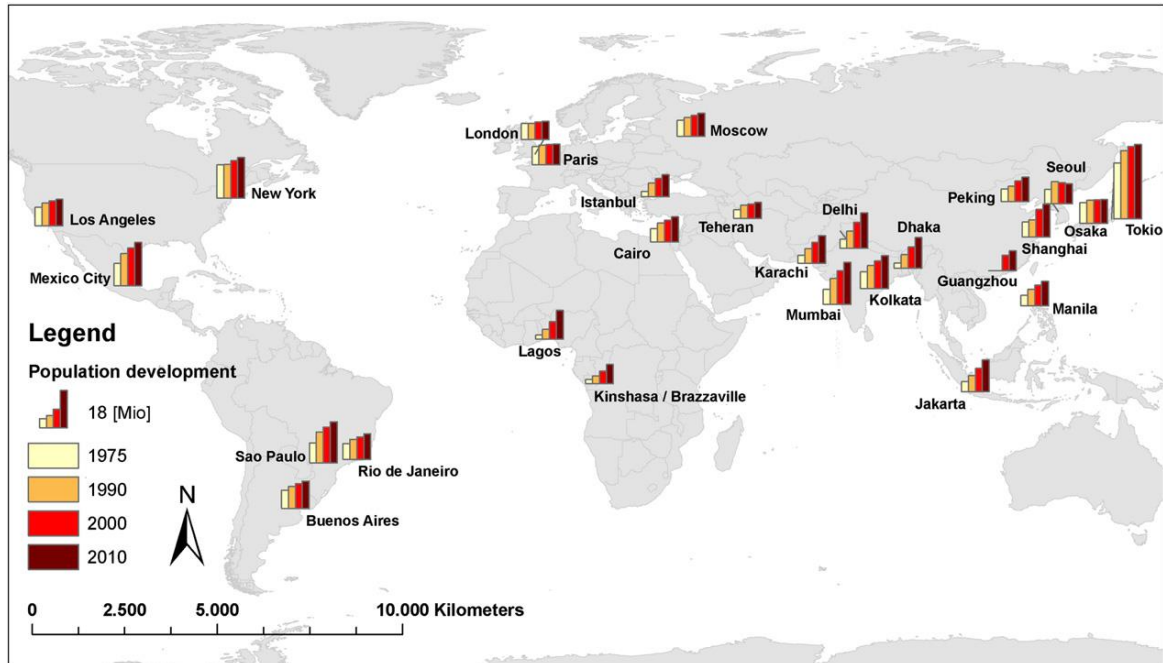 London
Moscow
Paris
New York
Istanbul
Los Angeles
Teheran
Cairo
Mexico City
Delhi
Dhaka
Karachi
Mumbai
Kolkata
Peking
Seoul
Osaka
Tokio
Shanghai
Guangzhou
Manila
Lagos
Kinshasa / Brazzaville
Jakarta
Sao Paulo
Rio de Janeiro
Buenos Aires
Legend
Population development
18 [Mio]
1975
1990
2000
2010
N
0 2.500 5.000 10.000 Kilometers